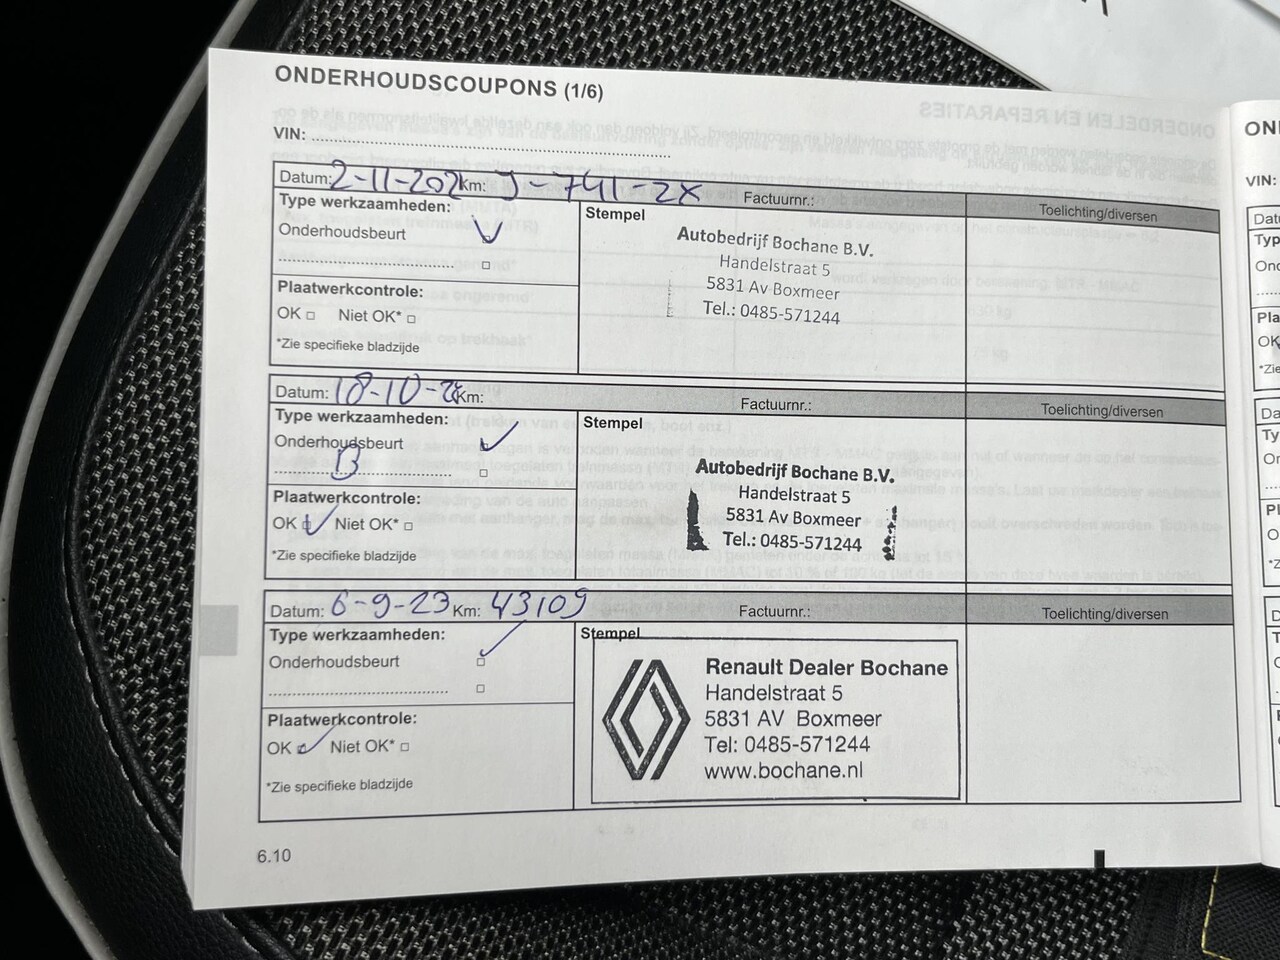 ONDERHOUDSCOUPONS (1/6)
VIN:
Datum: 2-11-202 Km: J-741-ZX Factuurnr.: Toelichting/diversen
Type werkzaamheden: Stempel
Onderhoudsbeurt
Autobedrijf Bochane B.V.
Handelstraat 5
5831 Av Boxmeer
Tel.: 0485-571244
Plaatwerkcontrole:
OK Niet OK*
*Zie specifieke bladzijde
Datum: 18-10- Km: Factuurnr.: Toelichting/diversen
Type werkzaamheden: Stempel
Onderhoudsbeurt
B
Autobedrijf Bochane B.V.
Handelstraat 5
5831 Av Boxmeer
Tel.: 0485-571244
Plaatwerkcontrole:
OK Niet OK*
*Zie specifieke bladzijde
Datum: 6-9-23 Km: 43109 Factuurnr.: Toelichting/diversen
Type werkzaamheden: Stempel
Onderhoudsbeurt
Renault Dealer Bochane
Handelstraat 5
5831 AV Boxmeer
Tel: 0485-571244
www.bochane.nl
Plaatwerkcontrole:
OK Niet OK*
*Zie specifieke bladzijde
6.10
VIN: